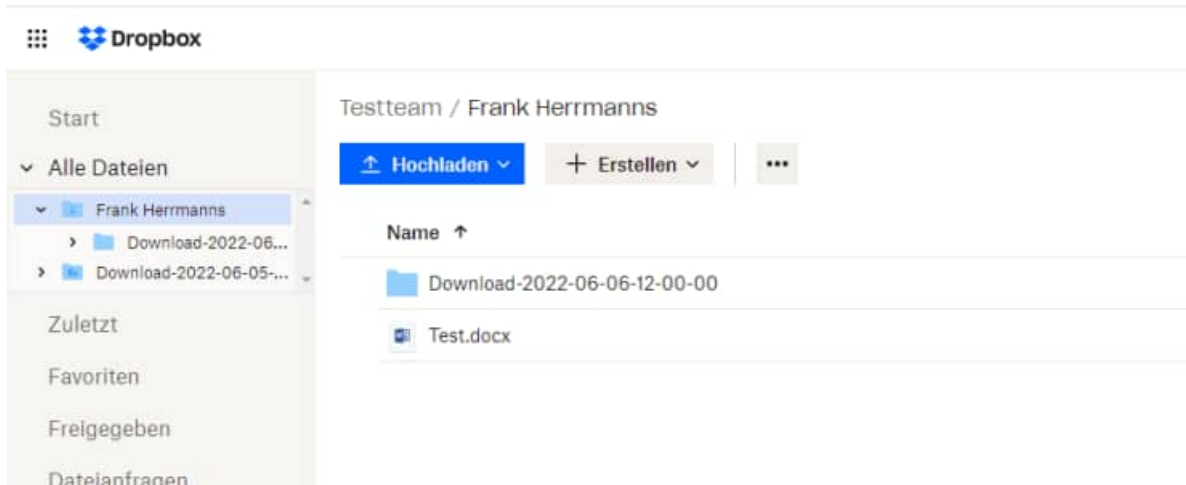 Dropbox
Start
Alle Dateien
Frank Herrmanns
Download-2022-06...
Download-2022-06-05-...
Zuletzt
Favoriten
Freigegeben
Dateianfragen
Testteam / Frank Herrmanns
Hochladen
+ Erstellen
...
Name ↑
Download-2022-06-06-12-00-00
Test.docx